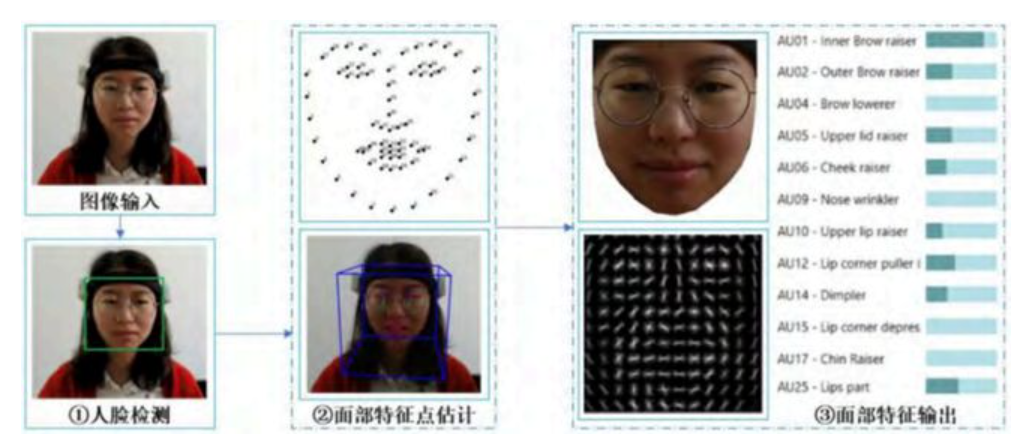 图像输入
①人脸检测
②面部特征点估计
AU01 - Inner Brow raiser
AU02 - Outer Brow raiser
AU04 - Brow lowerer
AU05 - Upper lid raiser
AU06 - Cheek raiser
AU09 - Nose wrinkler
AU10 - Upper lip raiser
AU12 - Lip corner puller (
AU14 - Dimpler
AU15 - Lip corner depres
AU17 - Chin Raiser
AU25 - Lips part
③面部特征输出